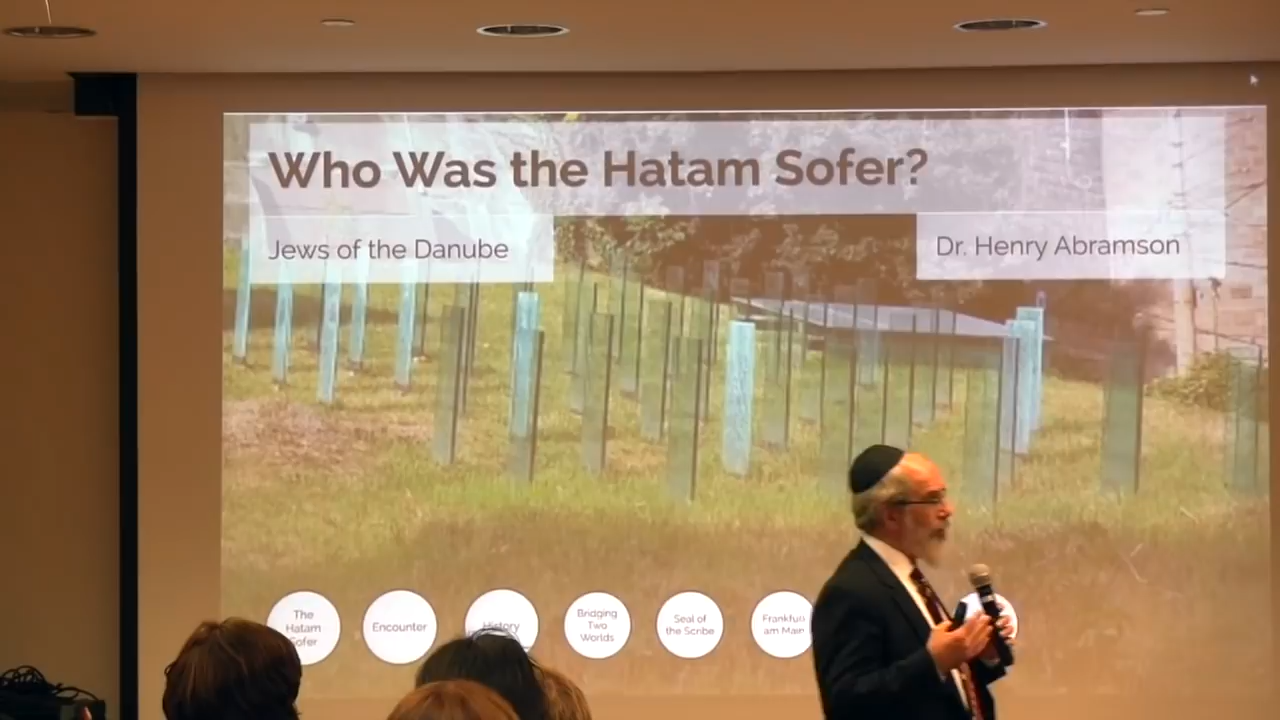 Who Was the Hatam Sofer?
Jews of the Danube
Dr. Henry Abramson
The
Hatam
Sofer
Encounter
History
Bridging
Two
Worlds
Seal of
the Scribe
Frankfurt
am Main